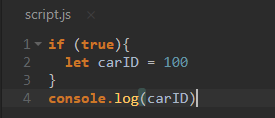 script.js
1 if (true){
2 let carID = 100
3 }
4 console.log(carID)